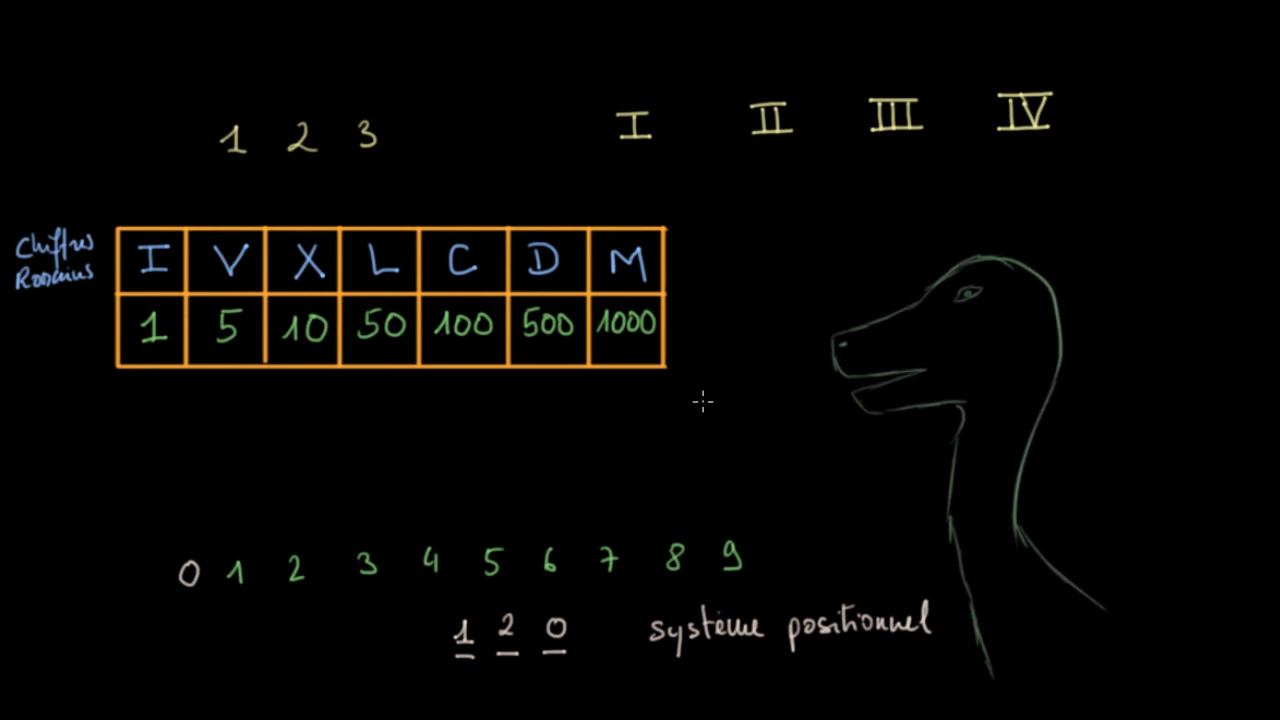 1 2 3
I II III IV
Chiffres
Romains
I V X L C D M
1 5 10 50 100 500 1000
0 1 2 3 4 5 6 7 8 9
1 2 0 système positionnel